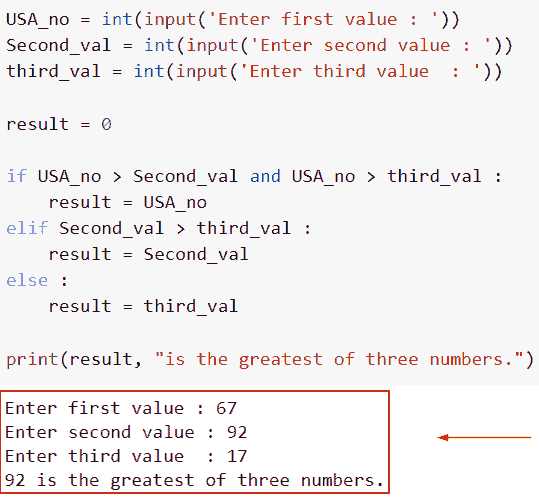 USA_no = int(input('Enter first value : '))
Second_val = int(input('Enter second value : '))
third_val = int(input('Enter third value  : '))
result = 0
if USA_no > Second_val and USA_no > third_val :
    result = USA_no
elif Second_val > third_val :
    result = Second_val
else :
    result = third_val
print(result, "is the greatest of three numbers.")
Enter first value : 67
Enter second value : 92
Enter third value  : 17
92 is the greatest of three numbers.